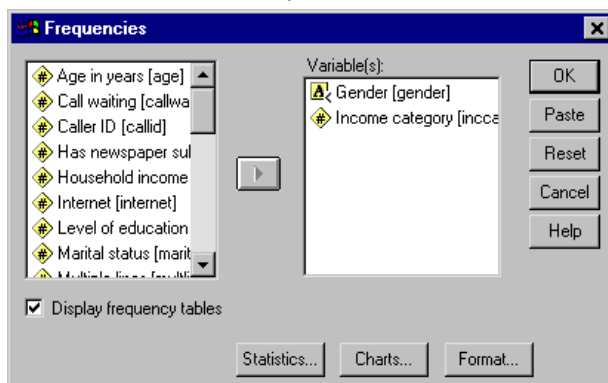 Frequencies
Age in years [age]
Call waiting [callwa
Caller ID [callid]
Has newspaper sul
Household income
Internet [internet]
Level of education
Marital status [marit
Variable(s):
Gender [gender]
Income category [incca
OK
Paste
Reset
Cancel
Help
Display frequency tables
Statistics...
Charts...
Format...